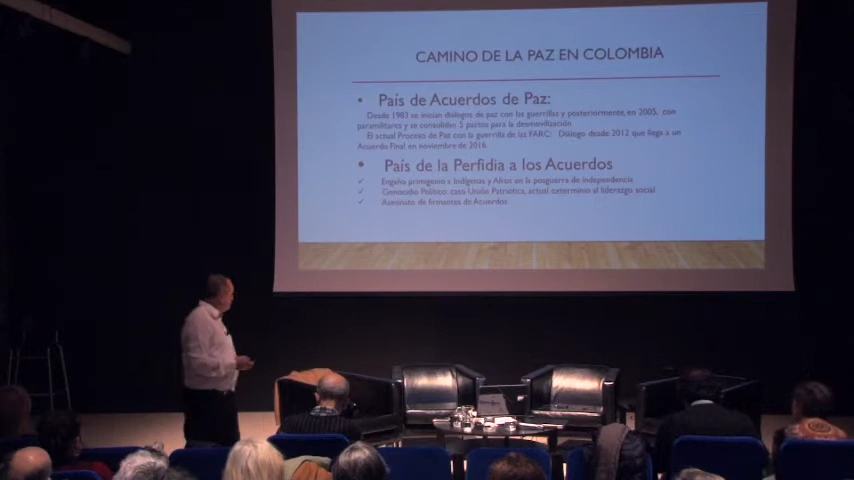 CAMINO DE LA PAZ EN COLOMBIA
• País de Acuerdos de Paz:
Desde 1983 se inician diálogos de paz con las guerrillas y posteriormente, en 2005, con
paramilitares y se consolidan 5 pactos para la desmovilización
El actual Proceso de Paz con la guerrilla de las FARC: Diálogo desde 2012 que llega a un
Acuerdo Final en noviembre de 2016.
• País de la Perfidia a los Acuerdos
✓ Engaño primigenio a Indígenas y Afros en la posguerra de independencia
✓ Genocidio Político: caso Unión Patriótica, actual exterminio al liderazgo social
✓ Asesinato de firmantes de Acuerdos